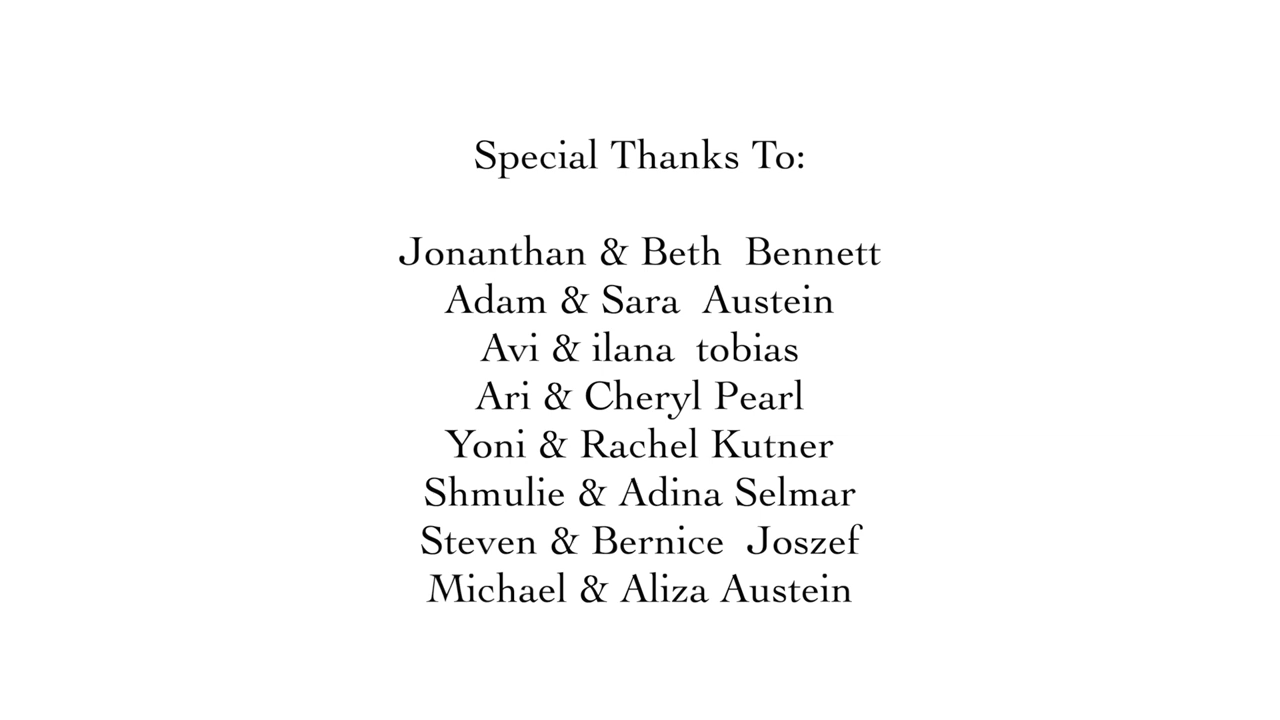 Special Thanks To:
Jonanthan & Beth  Bennett
Adam & Sara  Austein
Avi & ilana  tobias
Ari & Cheryl Pearl
Yoni & Rachel Kutner
Shmulie & Adina Selmar
Steven & Bernice  Joszef
Michael & Aliza Austein